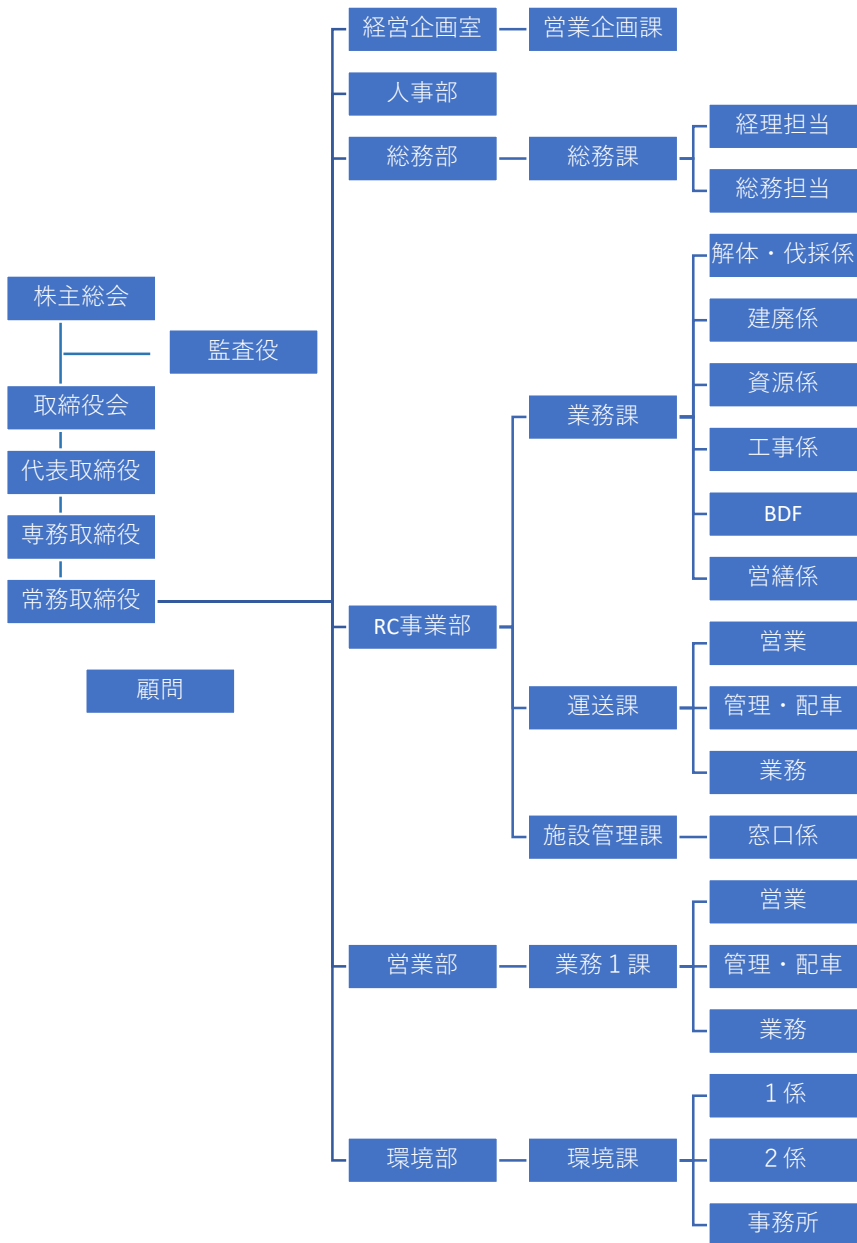 株主総会
監査役
取締役会
代表取締役
専務取締役
常務取締役
顧問
経営企画室
営業企画課
人事部
総務部
総務課
経理担当
総務担当
RC事業部
業務課
解体・伐採係
建廃係
資源係
工事係
BDF
営繕係
運送課
営業
管理・配車
業務
施設管理課
窓口係
営業部
業務１課
営業
管理・配車
業務
環境部
環境課
１係
２係
事務所